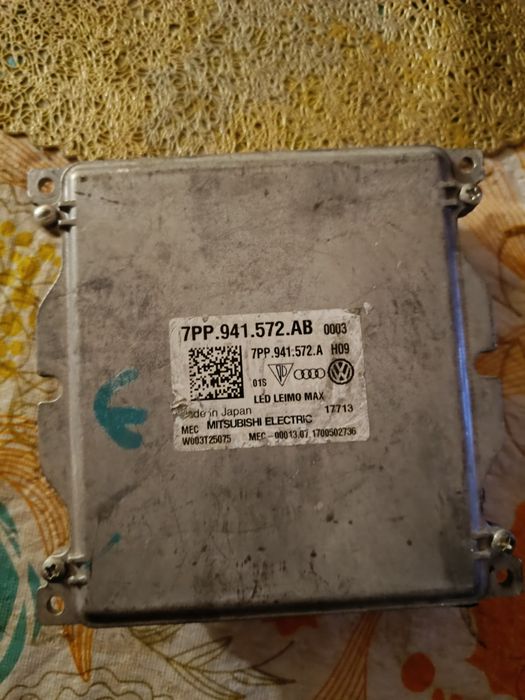 7PP.941.572.AB 0003
7PP.941.572.A H09
01S
LED LEIMO MAX
Made in Japan 17713
MEC MITSUBISHI ELECTRIC
W003T25075 MEC-00013.07 1700502736